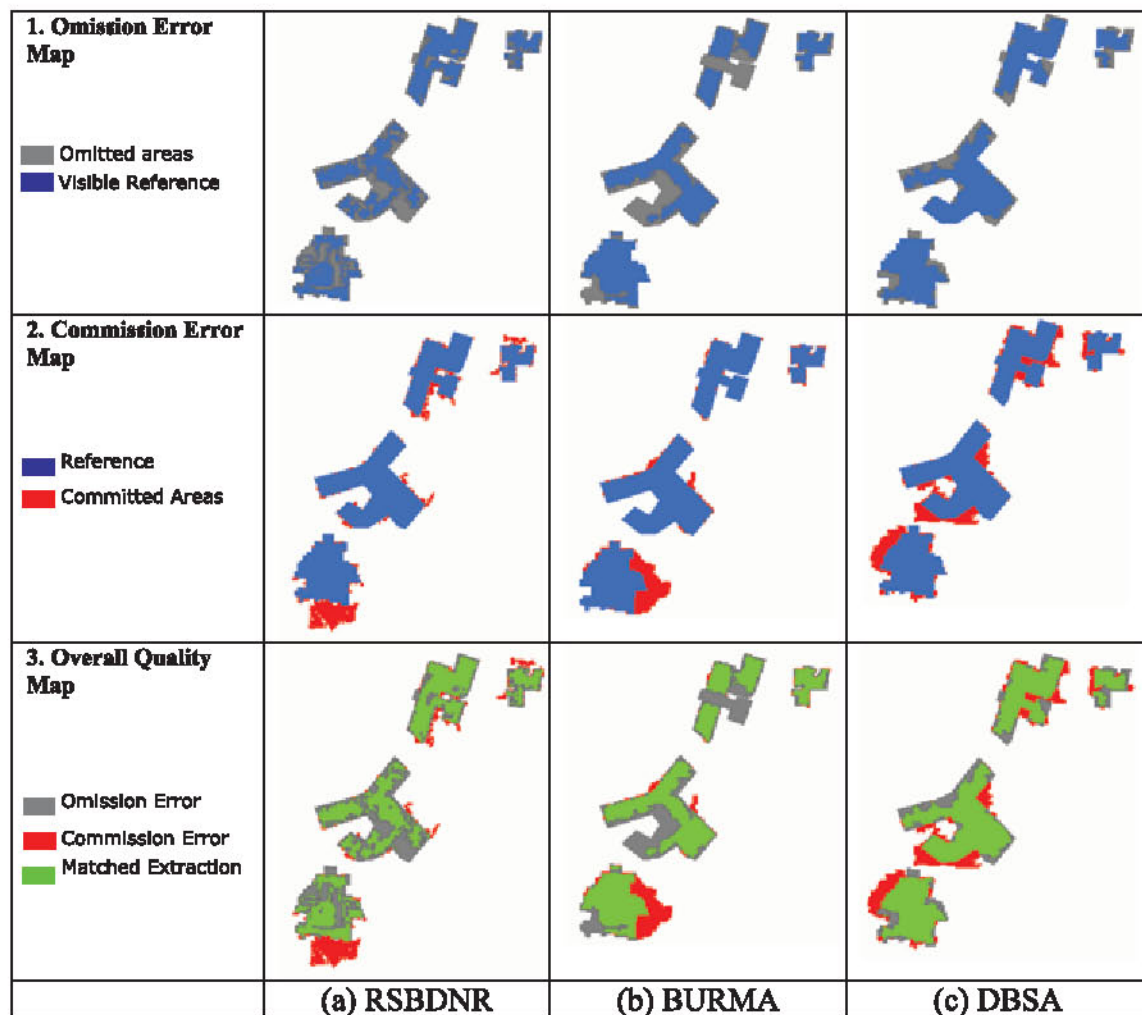 1. Omission Error
Map
Omitted areas
Visible Reference
2. Commission Error
Map
Reference
Committed Areas
3. Overall Quality
Map
Omission Error
Commission Error
Matched Extraction
(a) RSBDNR
(b) BURMA
(c) DBSA